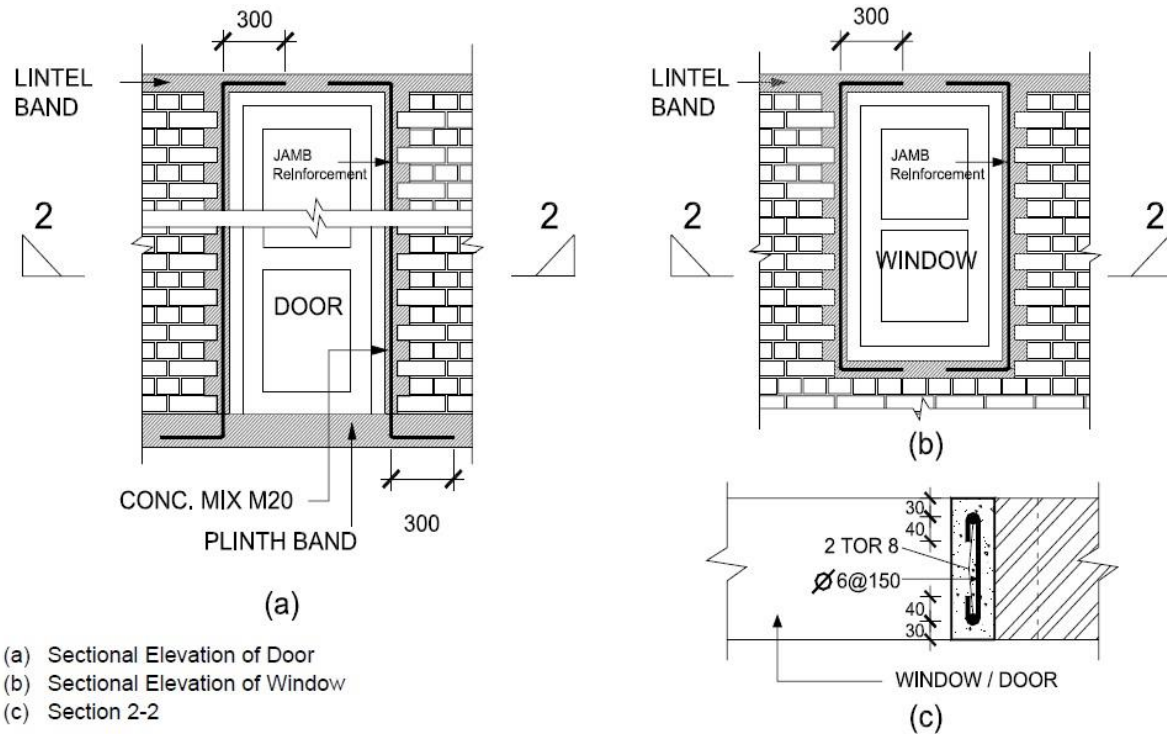 300
LINTEL
BAND
JAMB
Reinforcement
2
2
DOOR
CONC. MIX M20
PLINTH BAND
300
(a)
300
LINTEL
BAND
JAMB
Reinforcement
2
2
WINDOW
(b)
30
40
2 TOR 8
Ø 6@150
40
30
WINDOW / DOOR
(c)
(a) Sectional Elevation of Door
(b) Sectional Elevation of Window
(c) Section 2-2